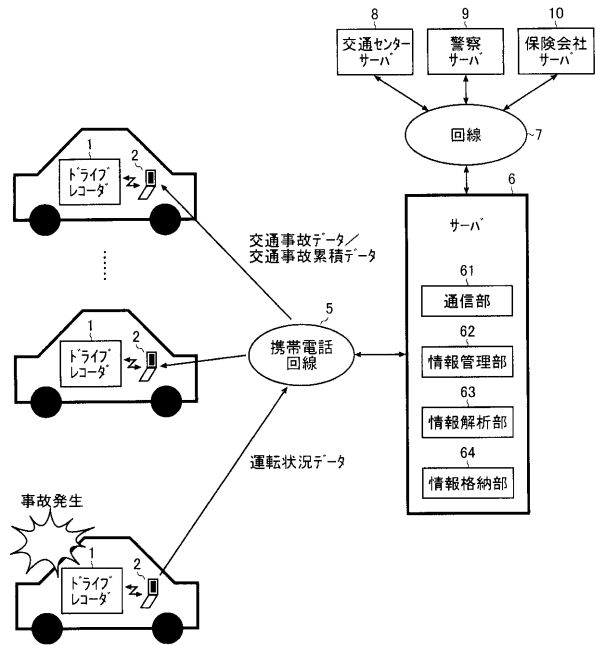 8
9
10
交通センター
サーバ
警察
サーバ
保険会社
サーバ
回線
7
6
サーバ
61
通信部
62
情報管理部
63
情報解析部
64
情報格納部
1
2
ドライブ
レコーダ
交通事故データ／
交通事故累積データ
5
携帯電話
回線
1
2
ドライブ
レコーダ
運転状況データ
事故発生
1
2
ドライブ
レコーダ